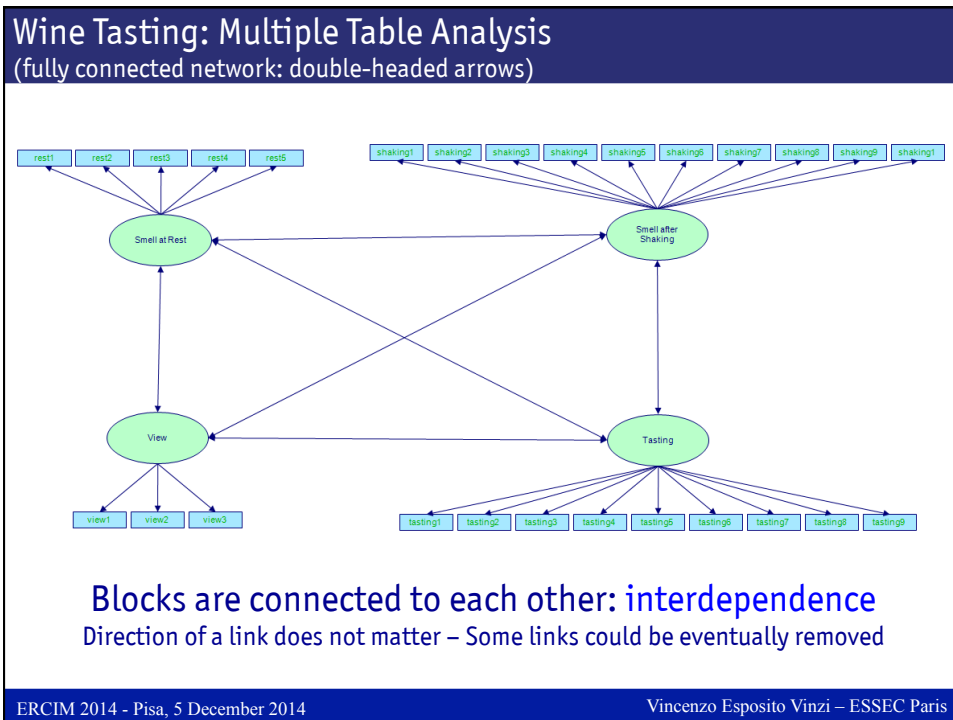 Wine Tasting: Multiple Table Analysis
(fully connected network: double-headed arrows)
rest1 rest2 rest3 rest4 rest5
shaking1 shaking2 shaking3 shaking4 shaking5 shaking6 shaking7 shaking8 shaking9 shaking1
Smell at Rest
Smell after
Shaking
View
Tasting
view1 view2 view3
tasting1 tasting2 tasting3 tasting4 tasting5 tasting6 tasting7 tasting8 tasting9
Blocks are connected to each other: interdependence
Direction of a link does not matter – Some links could be eventually removed
ERCIM 2014 - Pisa, 5 December 2014
Vincenzo Esposito Vinzi – ESSEC Paris